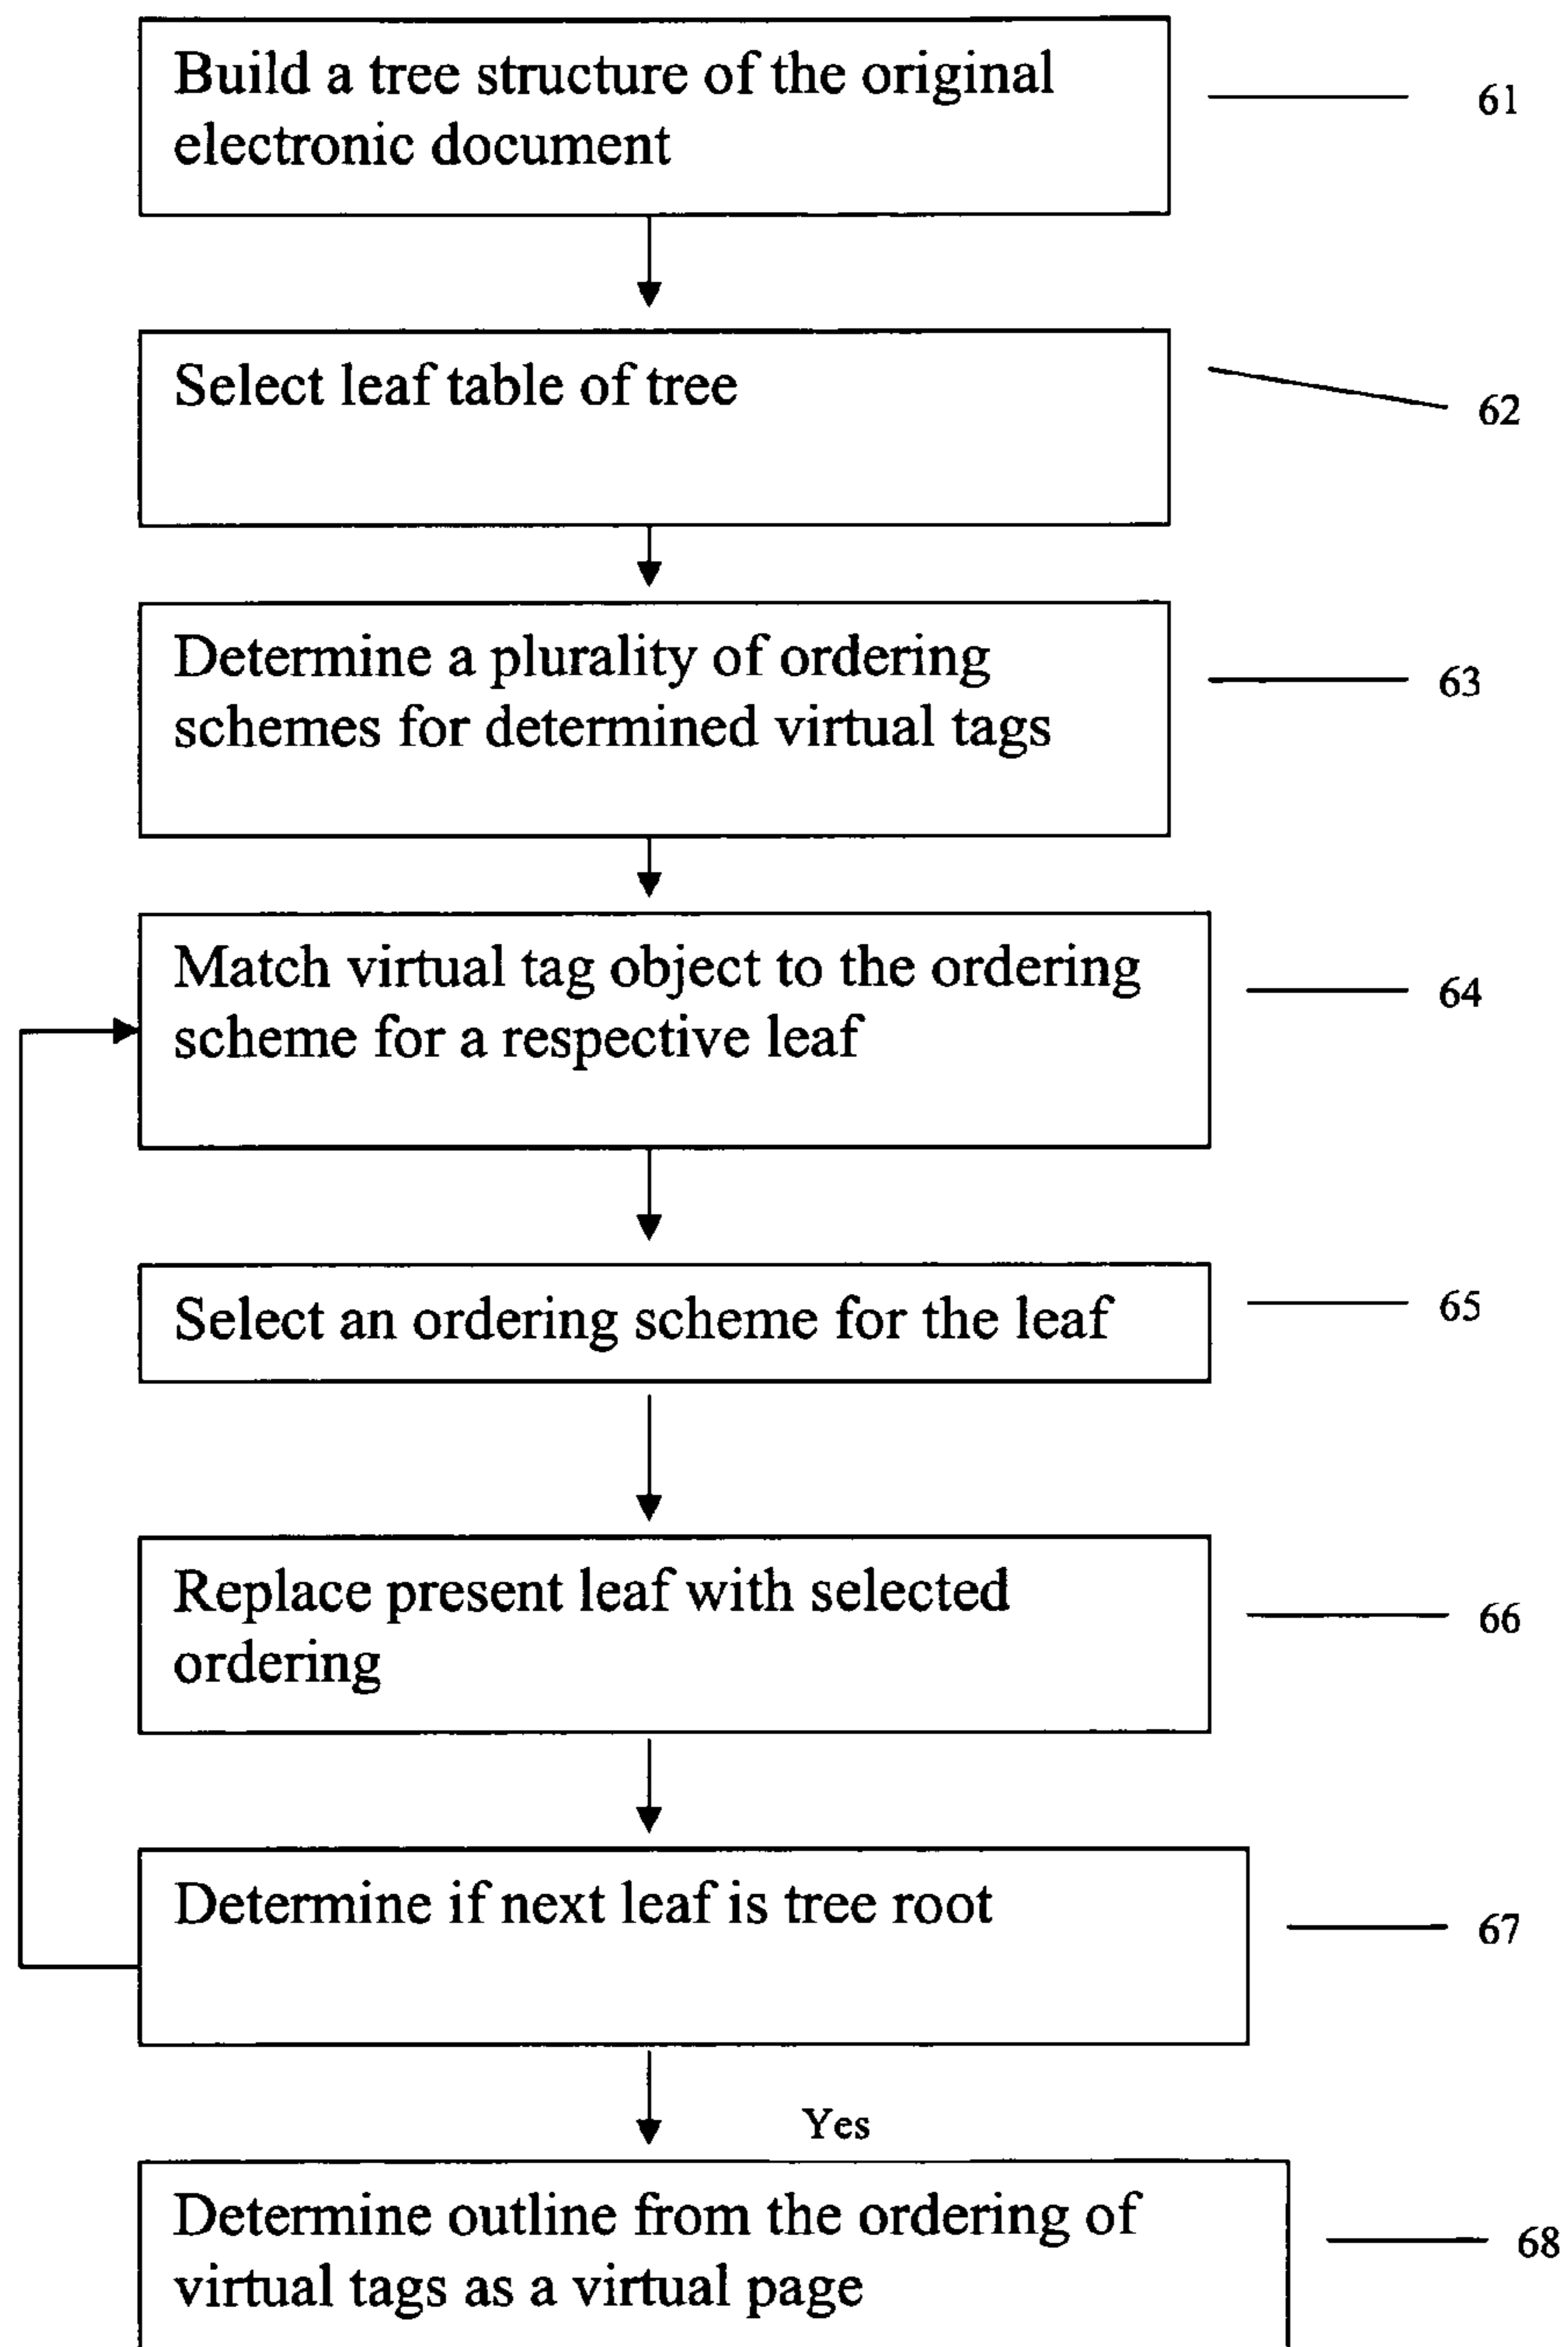 Build a tree structure of the original
electronic document
61
Select leaf table of tree
62
Determine a plurality of ordering
schemes for determined virtual tags
63
Match virtual tag object to the ordering
scheme for a respective leaf
64
Select an ordering scheme for the leaf
65
Replace present leaf with selected
ordering
66
Determine if next leaf is tree root
67
Yes
Determine outline from the ordering of
virtual tags as a virtual page
68